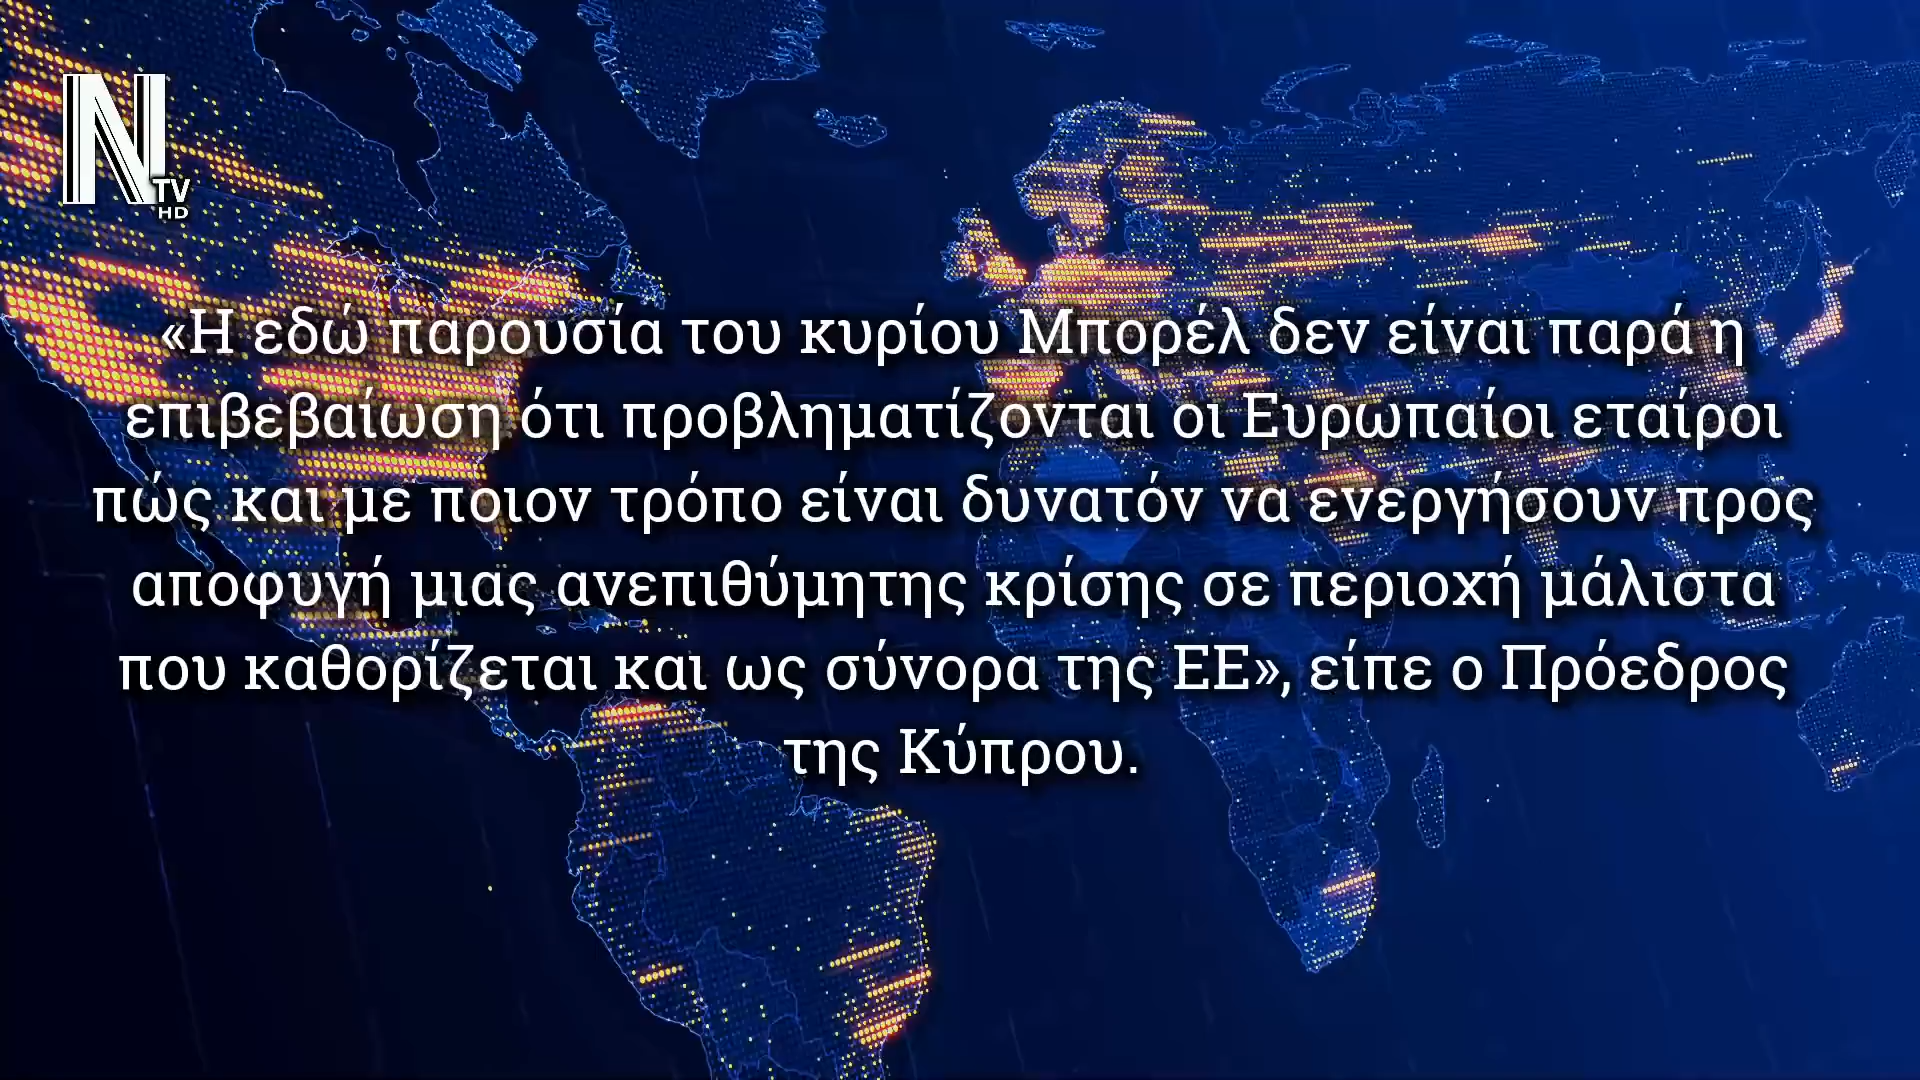 N TV
HD
«Η εδώ παρουσία του κυρίου Μπορέλ δεν είναι παρά η
επιβεβαίωση ότι προβληματίζονται οι Ευρωπαίοι εταίροι
πώς και με ποιον τρόπο είναι δυνατόν να ενεργήσουν προς
αποφυγή μιας ανεπιθύμητης κρίσης σε περιοχή μάλιστα
που καθορίζεται και ως σύνορα της ΕΕ», είπε ο Πρόεδρος
της Κύπρου.